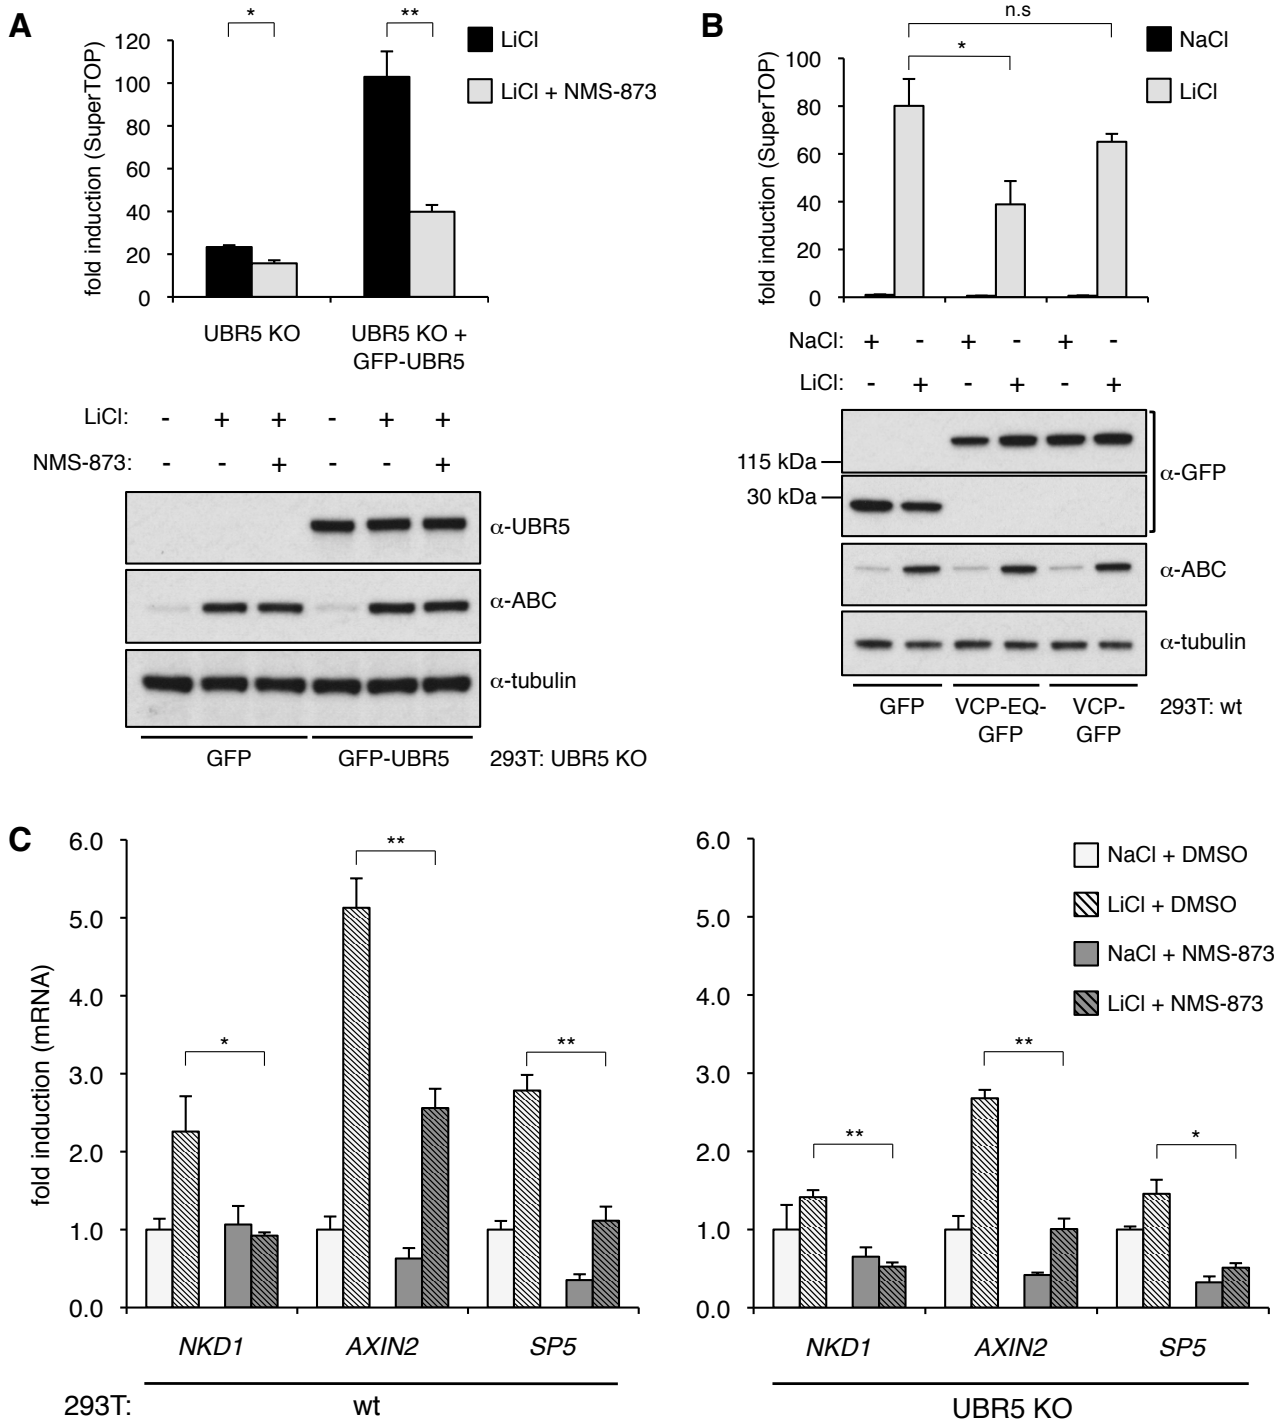 A
fold induction (SuperTOP)
120
100
80
60
40
20
0
*
**
LiCl
LiCl + NMS-873
UBR5 KO
UBR5 KO +
GFP-UBR5
LiCl: - + + - + +
NMS-873: - - + - - +
α-UBR5
α-ABC
α-tubulin
GFP
GFP-UBR5
293T: UBR5 KO
B
fold induction (SuperTOP)
100
80
60
40
20
0
n.s
*
NaCl
LiCl
NaCl: + - + - + -
LiCl: - + - + - +
115 kDa
30 kDa
α-GFP
α-ABC
α-tubulin
GFP
VCP-EQ-
GFP
VCP-
GFP
293T: wt
C
fold induction (mRNA)
6.0
5.0
4.0
3.0
2.0
1.0
0.0
*
**
**
NKD1
AXIN2
SP5
293T:
wt
6.0
5.0
4.0
3.0
2.0
1.0
0.0
**
**
*
NaCl + DMSO
LiCl + DMSO
NaCl + NMS-873
LiCl + NMS-873
NKD1
AXIN2
SP5
UBR5 KO